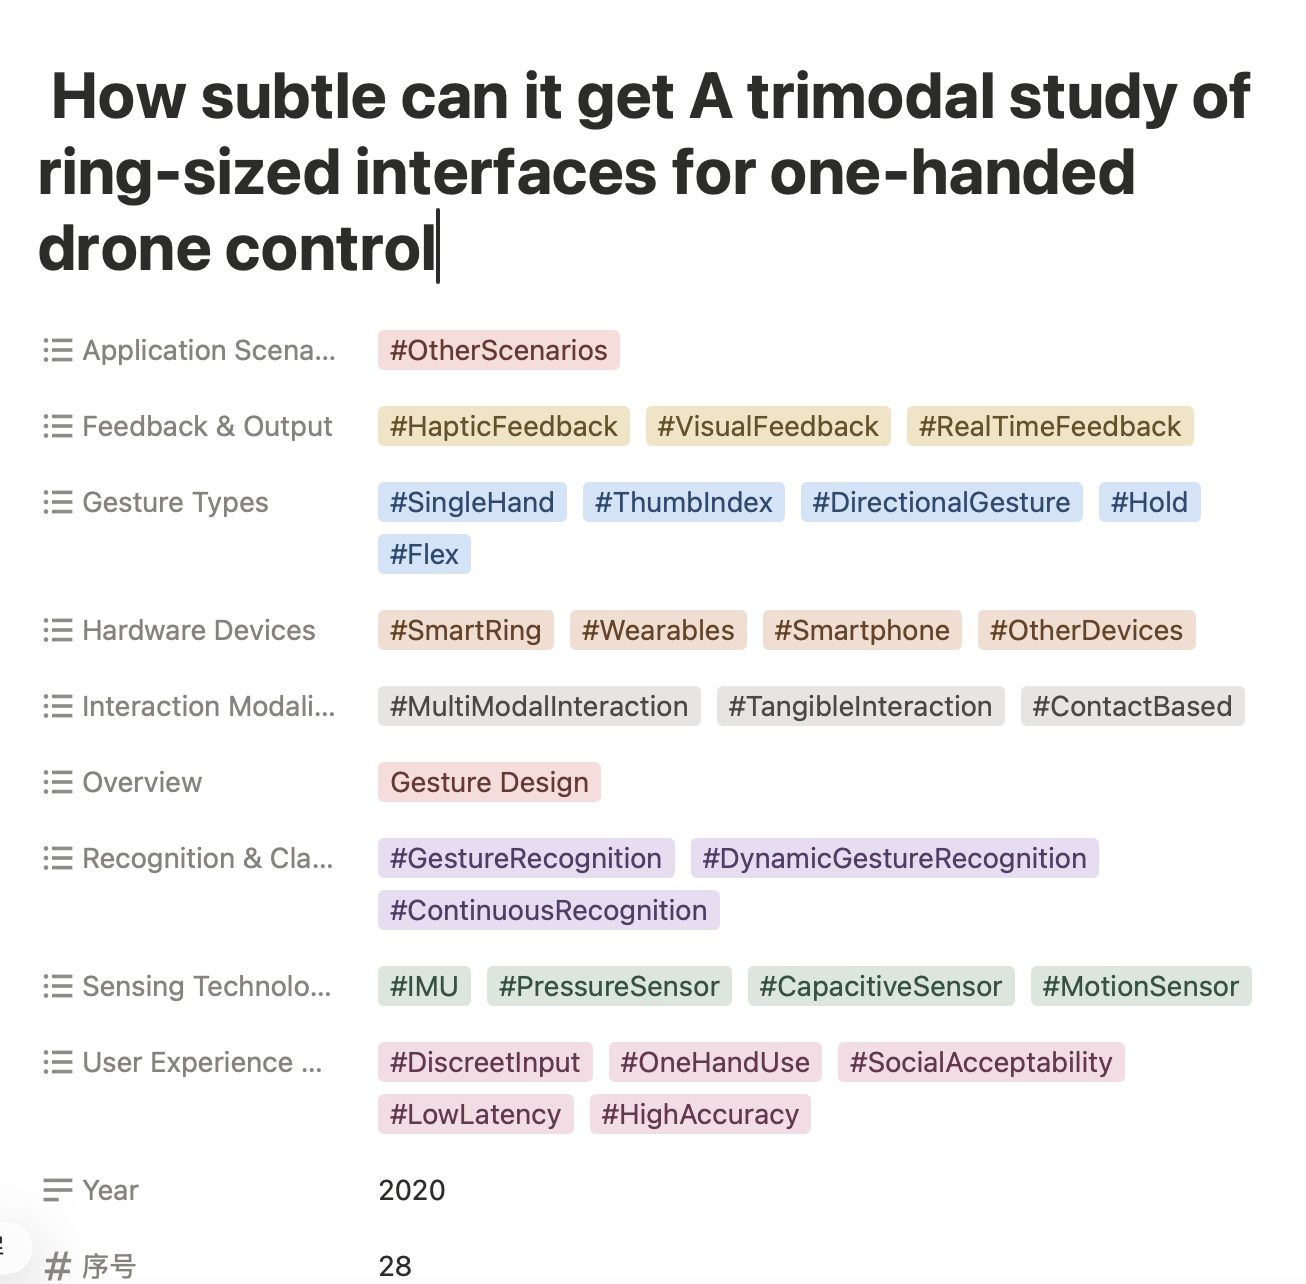 How subtle can it get A trimodal study of
ring-sized interfaces for one-handed
drone control
Application Scena... #OtherScenarios
Feedback & Output #HapticFeedback #VisualFeedback #RealTimeFeedback
Gesture Types #SingleHand #ThumbIndex #DirectionalGesture #Hold
#Flex
Hardware Devices #SmartRing #Wearables #Smartphone #OtherDevices
Interaction Modali... #MultiModalInteraction #TangibleInteraction #ContactBased
Overview Gesture Design
Recognition & Cla... #GestureRecognition #DynamicGestureRecognition
#ContinuousRecognition
Sensing Technolo... #IMU #PressureSensor #CapacitiveSensor #MotionSensor
User Experience ... #DiscreetInput #OneHandUse #SocialAcceptability
#LowLatency #HighAccuracy
Year 2020
序号 28